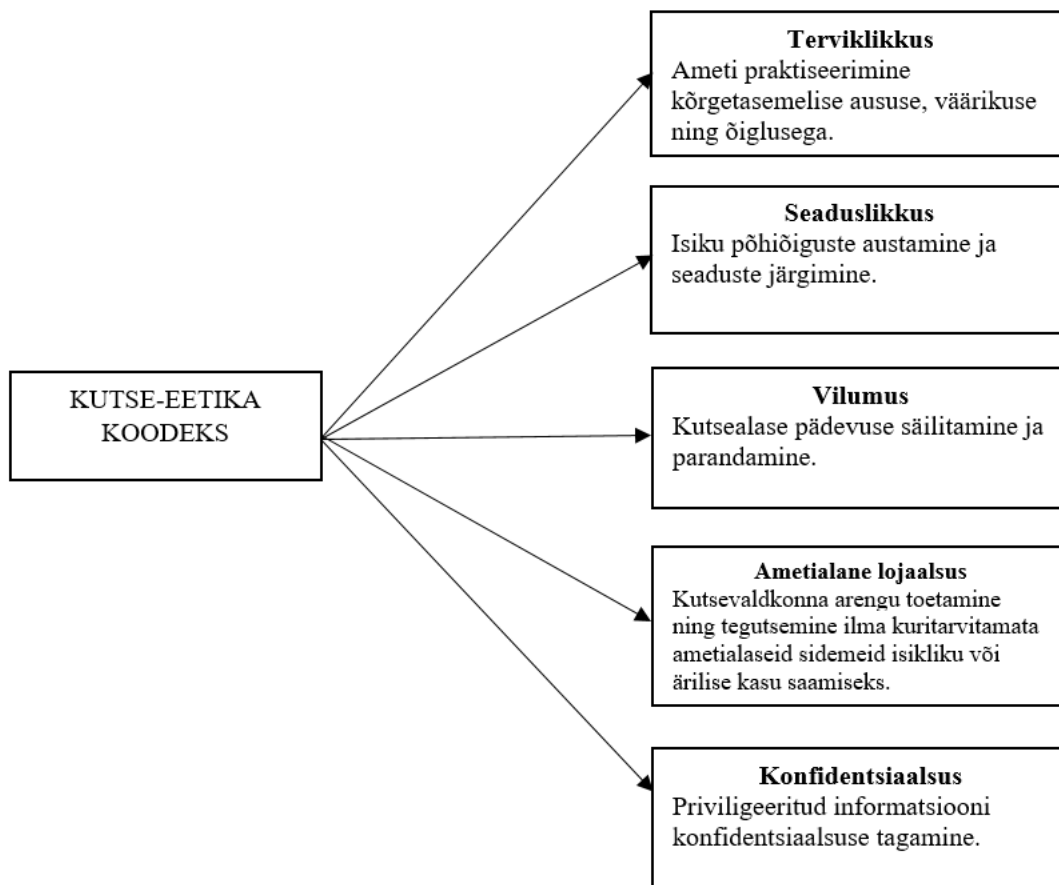 Terviklikkus
Ameti praktiseerimine
kõrgetasemelise aususe, väärikuse
ning õiglusega.
Seaduslikkus
Isiku põhiõiguste austamine ja
seaduste järgimine.
KUTSE-EETIKA
KOODEKS
Vilumus
Kutsealase pädevuse säilitamine ja
parandamine.
Ametialane lojaalsus
Kutsevaldkonna arengu toetamine
ning tegutsemine ilma kuritarvitamata
ametialaseid sidemeid isikliku või
ärilise kasu saamiseks.
Konfidentsiaalsus
Priviligeeritud informatsiooni
konfidentsiaalsuse tagamine.